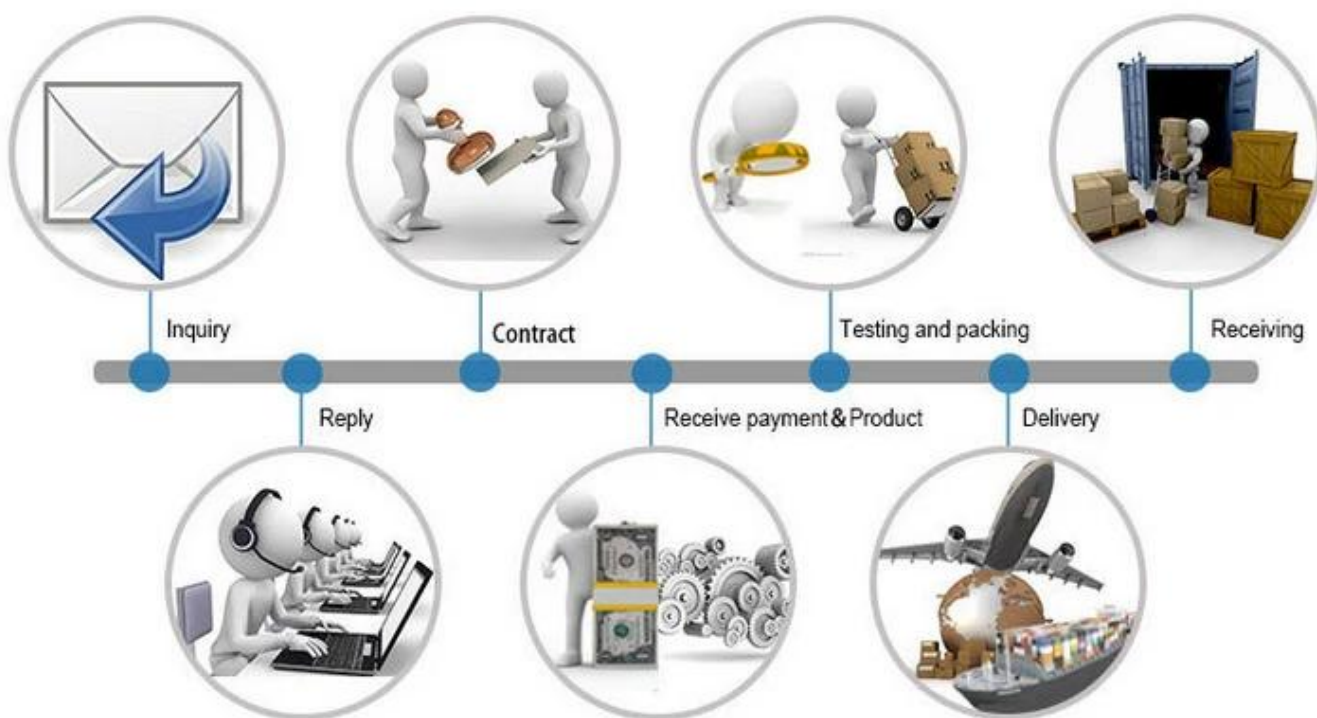 Inquiry
Contract
Testing and packing
Receiving
Reply
Receive payment & Product
Delivery